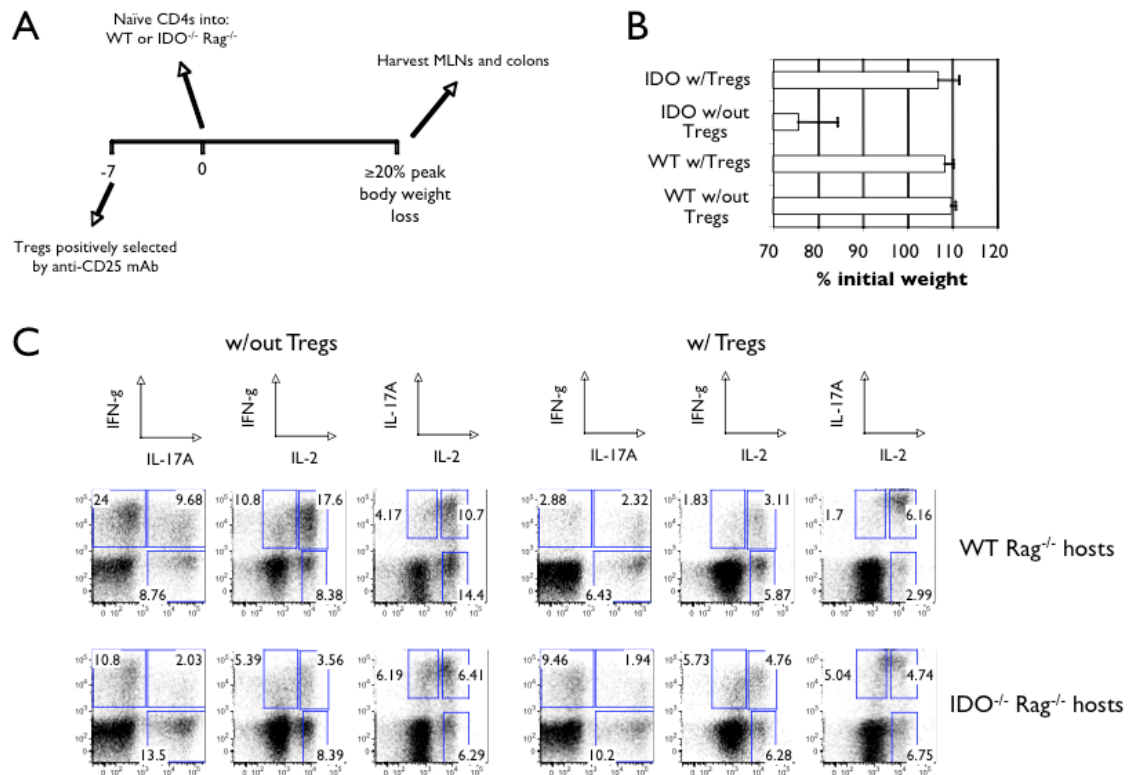 A
Naïve CD4s into:
WT or IDO-/- Rag-/-
Harvest MLNs and colons
-7
0
≥20% peak
body weight
loss
Tregs positively selected
by anti-CD25 mAb
B
IDO w/Tregs
IDO w/out
Tregs
WT w/Tregs
WT w/out
Tregs
70 80 90 100 110 120
% initial weight
C
w/out Tregs
w/ Tregs
IFN-g
IL-17A
IFN-g
IL-2
IL-17A
IL-2
IFN-g
IL-17A
IFN-g
IL-2
IL-17A
IL-2
24 9.68
8.76
10.8 17.6
8.38
4.17 10.7
14.4
2.88 2.32
6.43
1.83 3.11
5.87
1.7 6.16
2.99
WT Rag-/- hosts
10.8 2.03
13.5
5.39 3.56
8.39
6.19 6.41
6.29
9.46 1.94
10.2
5.73 4.76
6.28
5.04 4.74
6.75
IDO-/- Rag-/- hosts